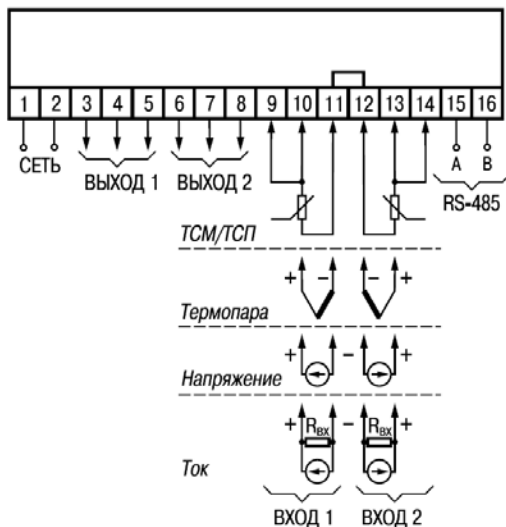 1 2 3 4 5 6 7 8 9 10 11 12 13 14 15 16
СЕТЬ
ВЫХОД 1
ВЫХОД 2
A B
RS-485
ТСМ/ТСП
+ − − +
Термопара
+ − +
Напряжение
+ Rвх − Rвх +
Ток
ВХОД 1 ВХОД 2